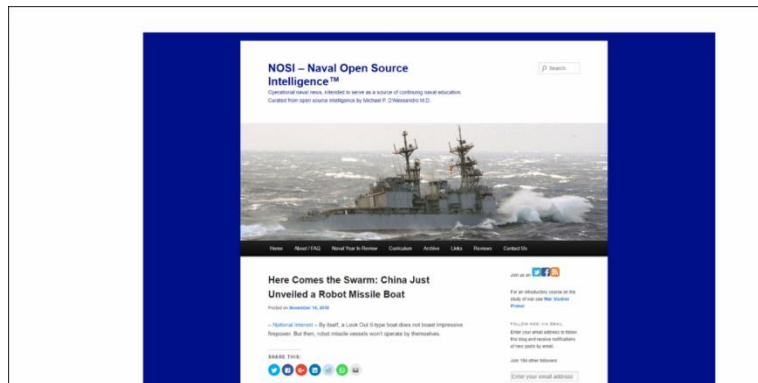 NOSI – Naval Open Source
Intelligence™
Operational naval news, intended to serve as a source of continuing naval education.
Curated from open source intelligence by Michael P. D'Alessandro M.D.
Search
Home About / FAQ Naval Year In Review Curriculum Archive Links Reviews Contact Us
Here Comes the Swarm: China Just
Unveiled a Robot Missile Boat
Posted on November 14, 2018
– National Interest – By itself, a Look Out II-type boat does not boast impressive
firepower. But then, robot missile vessels won't operate by themselves.
SHARE THIS:
Join us on
For an introductory course on the
study of war see War Studies
Primer
FOLLOW NOSI VIA EMAIL
Enter your email address to follow
this blog and receive notifications
of new posts by email.
Join 194 other followers
Enter your email address